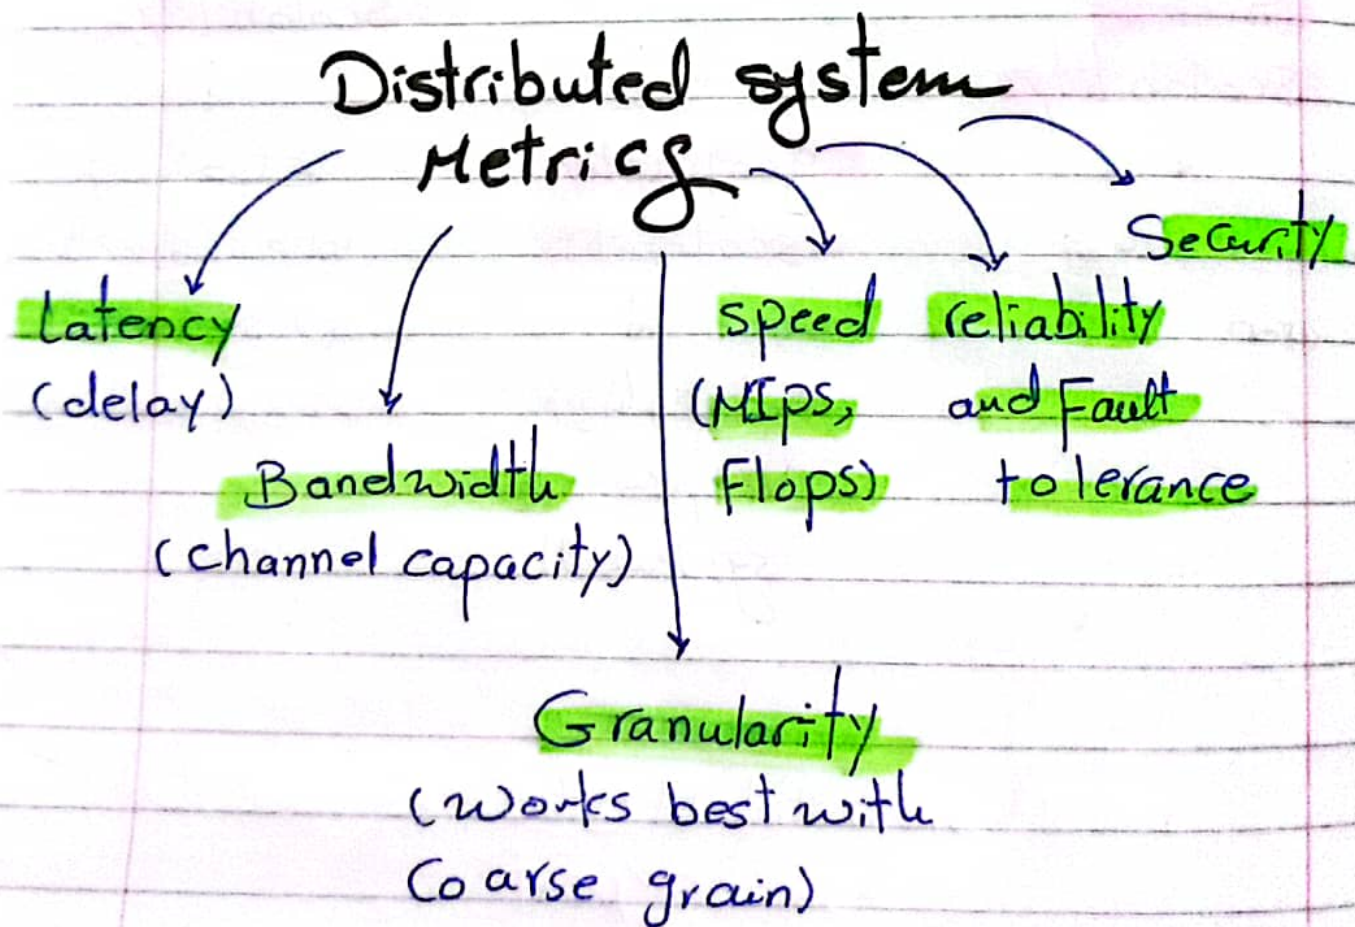 Distributed system
Metrics
Security
Latency
(delay)
Bandwidth
(channel capacity)
speed
(MIPs,
Flops)
reliability
and Fault
tolerance
Granularity
(works best with
Coarse grain)